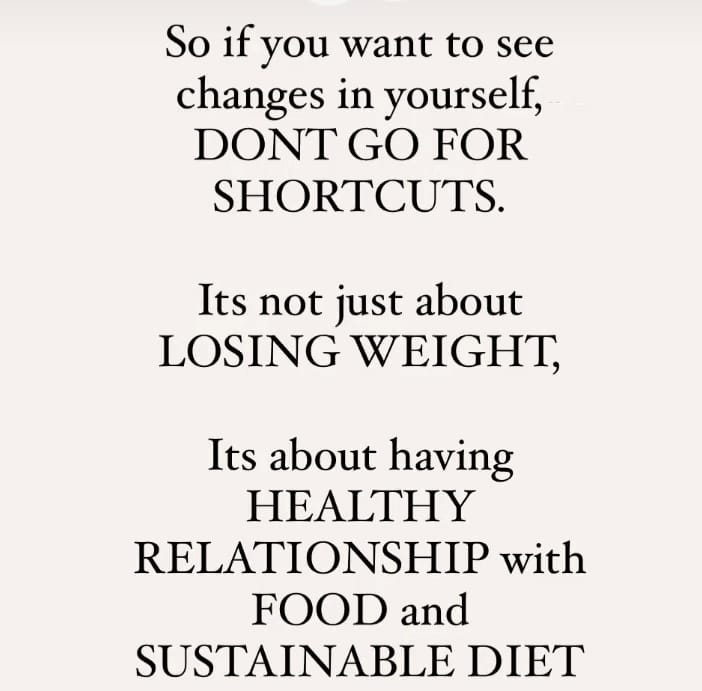 So if you want to see
changes in yourself,
DONT GO FOR
SHORTCUTS.
Its not just about
LOSING WEIGHT,
Its about having
HEALTHY
RELATIONSHIP with
FOOD and
SUSTAINABLE DIET